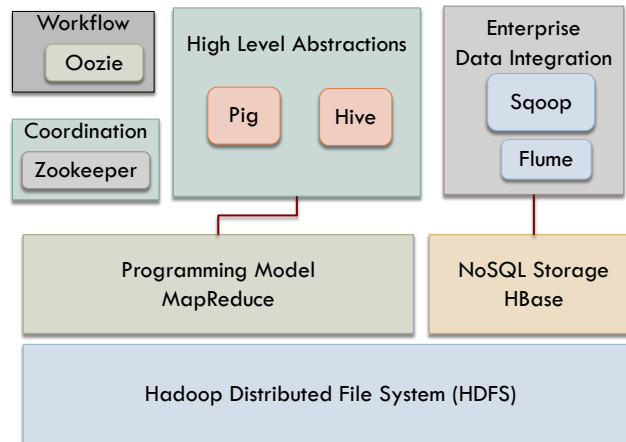 Workflow
Oozie
Coordination
Zookeeper
High Level Abstractions
Pig
Hive
Enterprise
Data Integration
Sqoop
Flume
Programming Model
MapReduce
NoSQL Storage
HBase
Hadoop Distributed File System (HDFS)